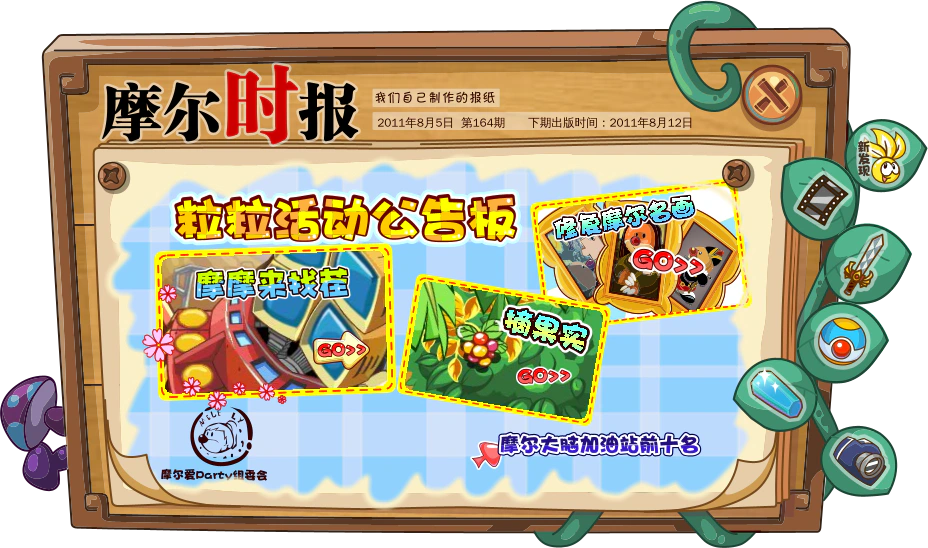 摩尔时报
我们自己制作的报纸
2011年8月5日 第164期 下期出版时间：2011年8月12日
新发现
粒粒活动公告板
修复摩尔名画
GO>>
摩摩来找茬
GO>>
摘果实
GO>>
摩尔大脑加油站前十名
摩尔爱Party组委会